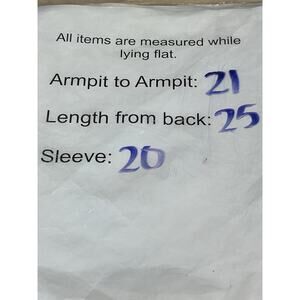 All items are measured while
lying flat.
Armpit to Armpit: 21
Length from back: 25
Sleeve: 20